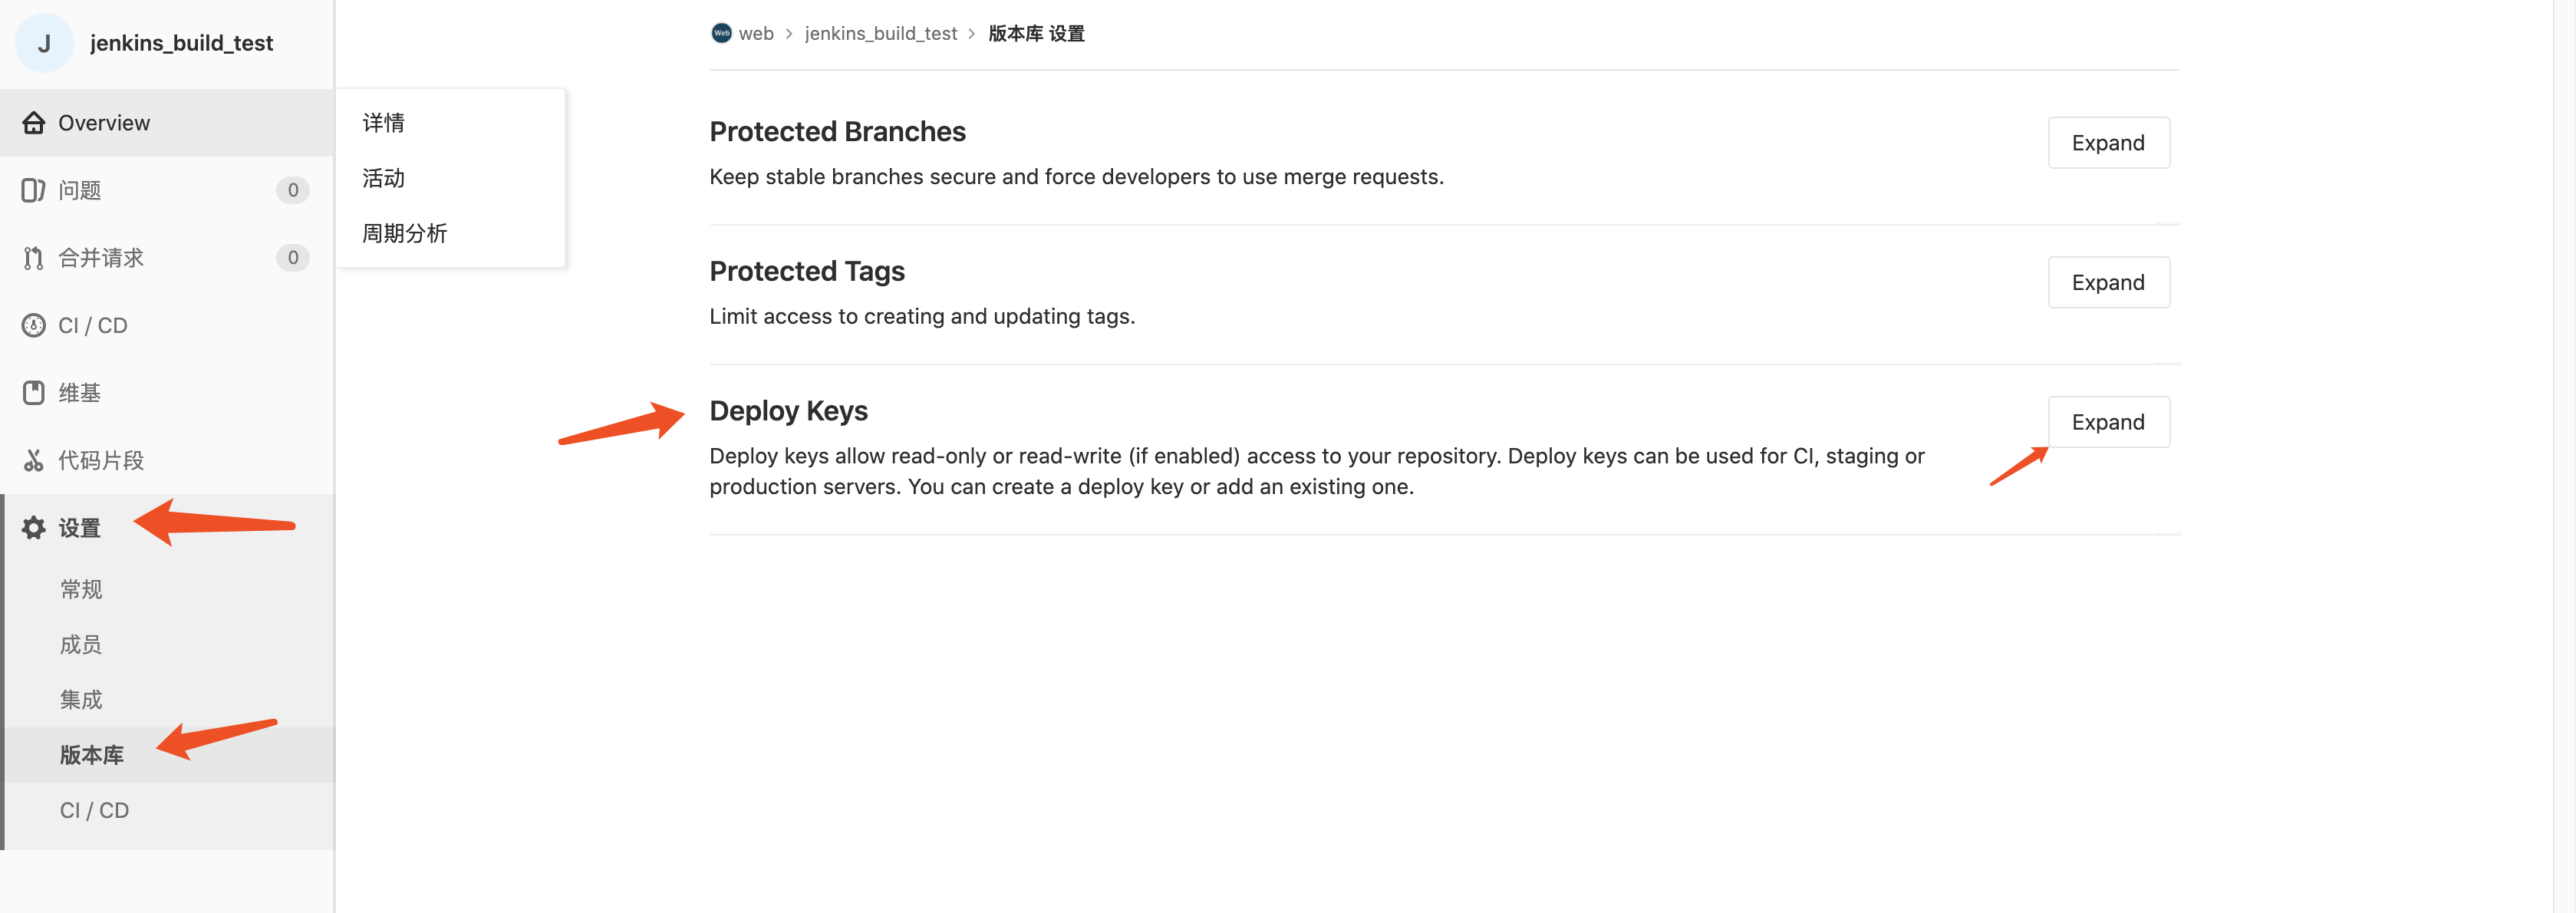 J
jenkins_build_test
Overview
问题
0
合并请求
0
CI / CD
维基
代码片段
设置
常规
成员
集成
版本库
CI / CD
详情
活动
周期分析
Web web > jenkins_build_test > 版本库 设置
Protected Branches
Expand
Keep stable branches secure and force developers to use merge requests.
Protected Tags
Expand
Limit access to creating and updating tags.
Deploy Keys
Expand
Deploy keys allow read-only or read-write (if enabled) access to your repository. Deploy keys can be used for CI, staging or
production servers. You can create a deploy key or add an existing one.